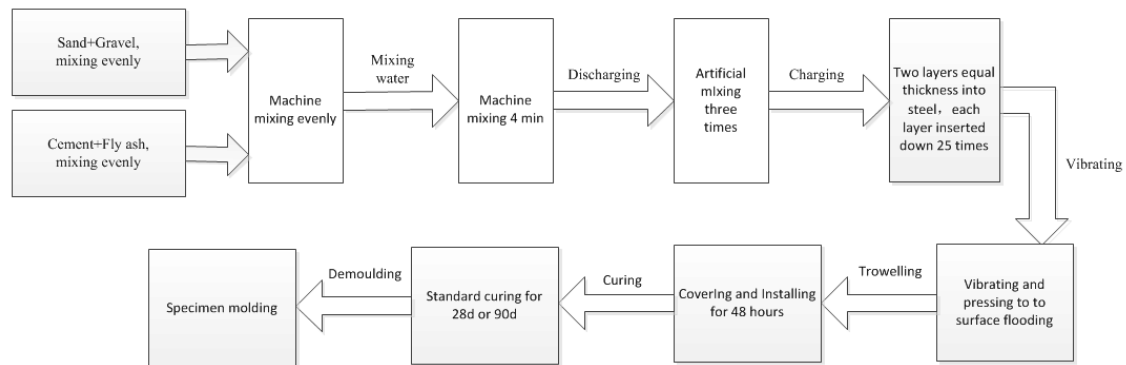 Sand+Gravel,
mixing evenly
Cement+Fly ash,
mixing evenly
Machine
mixing evenly
Mixing
water
Machine
mixing 4 min
Discharging
Artificial
mIxing
three
times
Charging
Two layers equal
thickness into
steel，each
layer inserted
down 25 times
Vibrating
Vibrating and
pressing to to
surface flooding
Trowelling
CoverIng and Installing
for 48 hours
Curing
Standard curing for
28d or 90d
Demoulding
Specimen molding